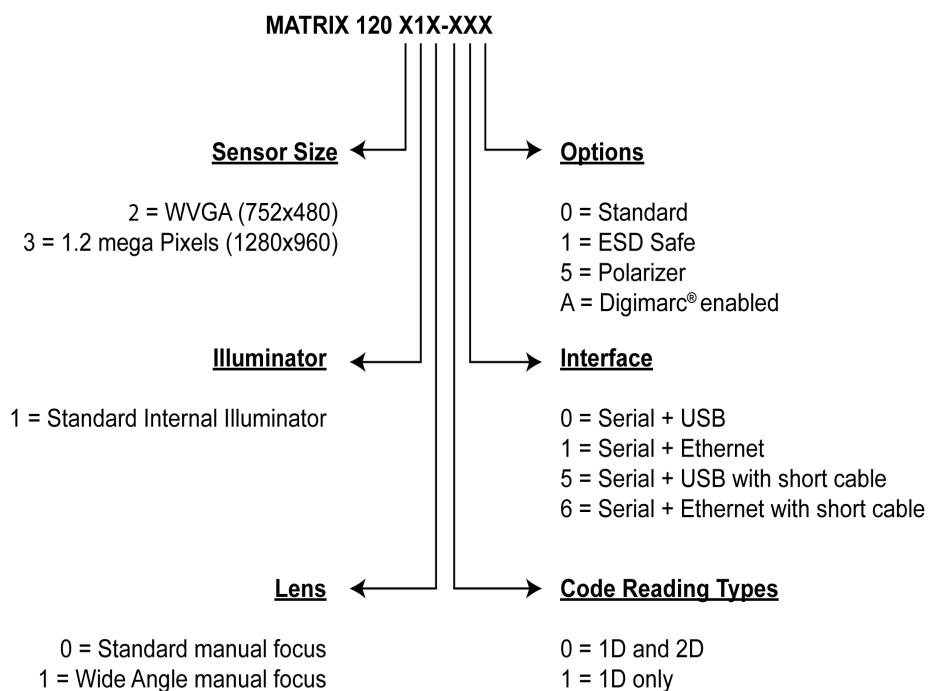 MATRIX 120 X1X-XXX
Sensor Size
2 = WVGA (752x480)
3 = 1.2 mega Pixels (1280x960)
Options
0 = Standard
1 = ESD Safe
5 = Polarizer
A = Digimarc® enabled
Illuminator
1 = Standard Internal Illuminator
Interface
0 = Serial + USB
1 = Serial + Ethernet
5 = Serial + USB with short cable
6 = Serial + Ethernet with short cable
Lens
0 = Standard manual focus
1 = Wide Angle manual focus
Code Reading Types
0 = 1D and 2D
1 = 1D only